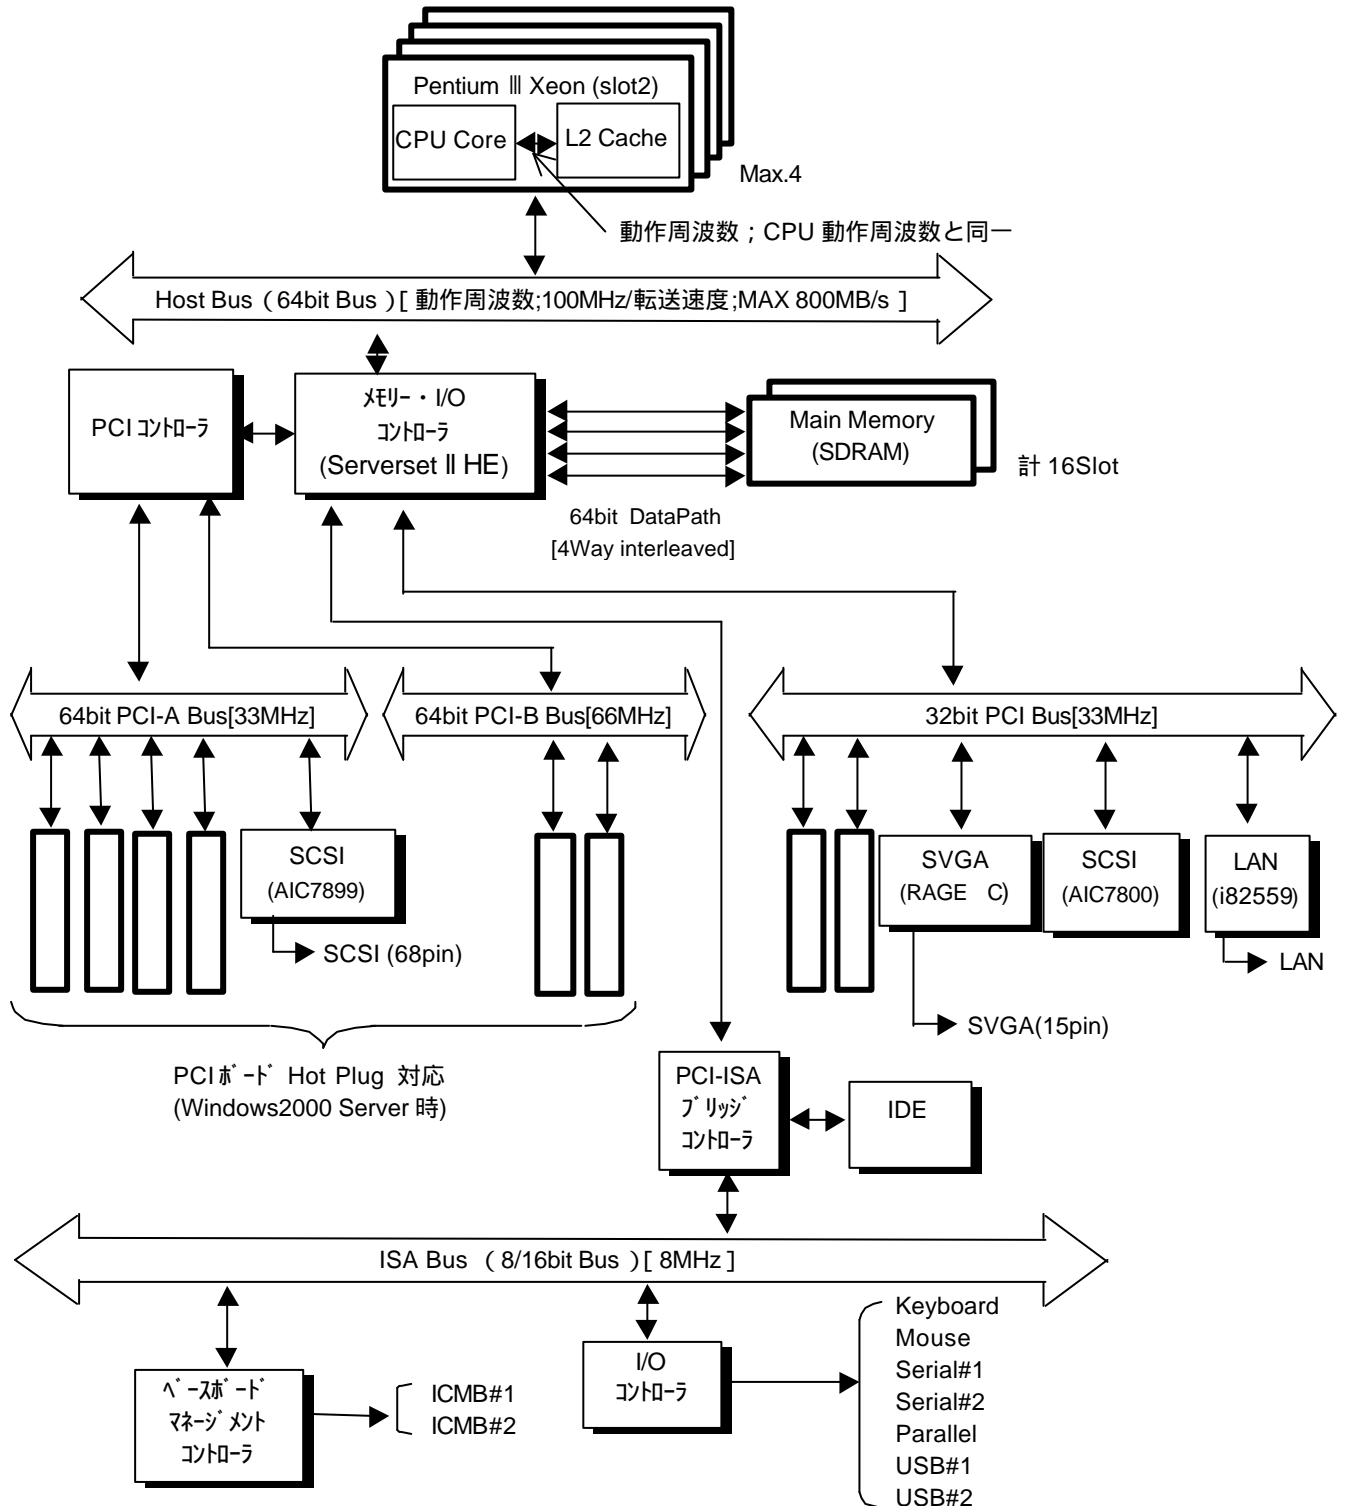 Pentium Ⅲ Xeon (slot2)
CPU Core
L2 Cache
Max.4
動作周波数；CPU 動作周波数と同一
Host Bus（64bit Bus）[ 動作周波数;100MHz/転送速度;MAX 800MB/s ]
PCI ｺﾝﾄﾛｰﾗ
ﾒﾓﾘｰ・I/O
ｺﾝﾄﾛｰﾗ
(Serverset Ⅱ HE)
Main Memory
(SDRAM)
計 16Slot
64bit DataPath
[4Way interleaved]
64bit PCI-A Bus[33MHz]
64bit PCI-B Bus[66MHz]
32bit PCI Bus[33MHz]
SCSI
(AIC7899)
SCSI (68pin)
SVGA
(RAGE C)
SCSI
(AIC7800)
LAN
(i82559)
LAN
SVGA(15pin)
PCIﾎﾞｰﾄﾞ Hot Plug 対応
(Windows2000 Server 時)
PCI-ISA
ﾌﾞﾘｯｼﾞ
ｺﾝﾄﾛｰﾗ
IDE
ISA Bus （8/16bit Bus）[ 8MHz ]
ﾍﾞｰｽﾎﾞｰﾄﾞ
ﾏﾈｰｼﾞﾒﾝﾄ
ｺﾝﾄﾛｰﾗ
ICMB#1
ICMB#2
I/O
ｺﾝﾄﾛｰﾗ
Keyboard
Mouse
Serial#1
Serial#2
Parallel
USB#1
USB#2